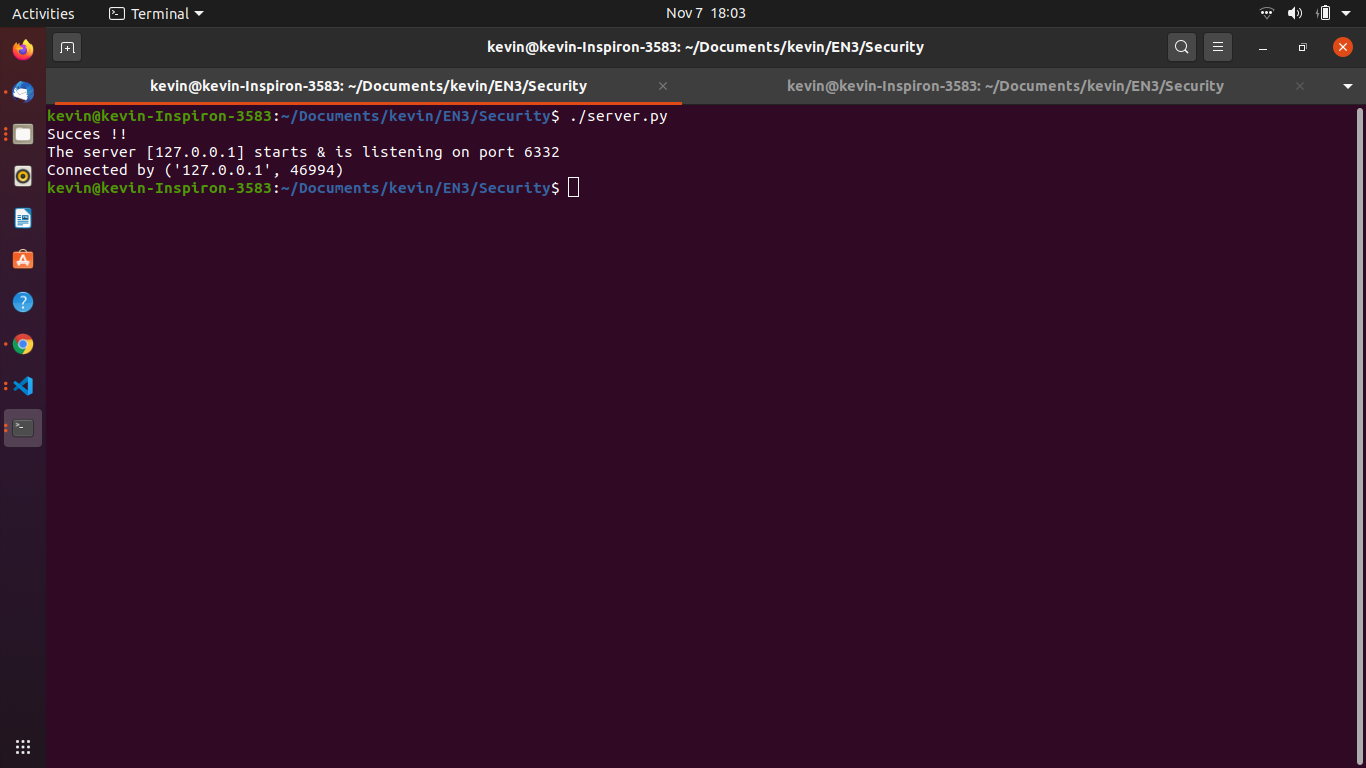 Activities
Terminal
Nov 7 18:03
kevin@kevin-Inspiron-3583: ~/Documents/kevin/EN3/Security
kevin@kevin-Inspiron-3583: ~/Documents/kevin/EN3/Security
kevin@kevin-Inspiron-3583: ~/Documents/kevin/EN3/Security
kevin@kevin-Inspiron-3583:~/Documents/kevin/EN3/Security$ ./server.py
Succes !!
The server [127.0.0.1] starts & is listening on port 6332
Connected by ('127.0.0.1', 46994)
kevin@kevin-Inspiron-3583:~/Documents/kevin/EN3/Security$